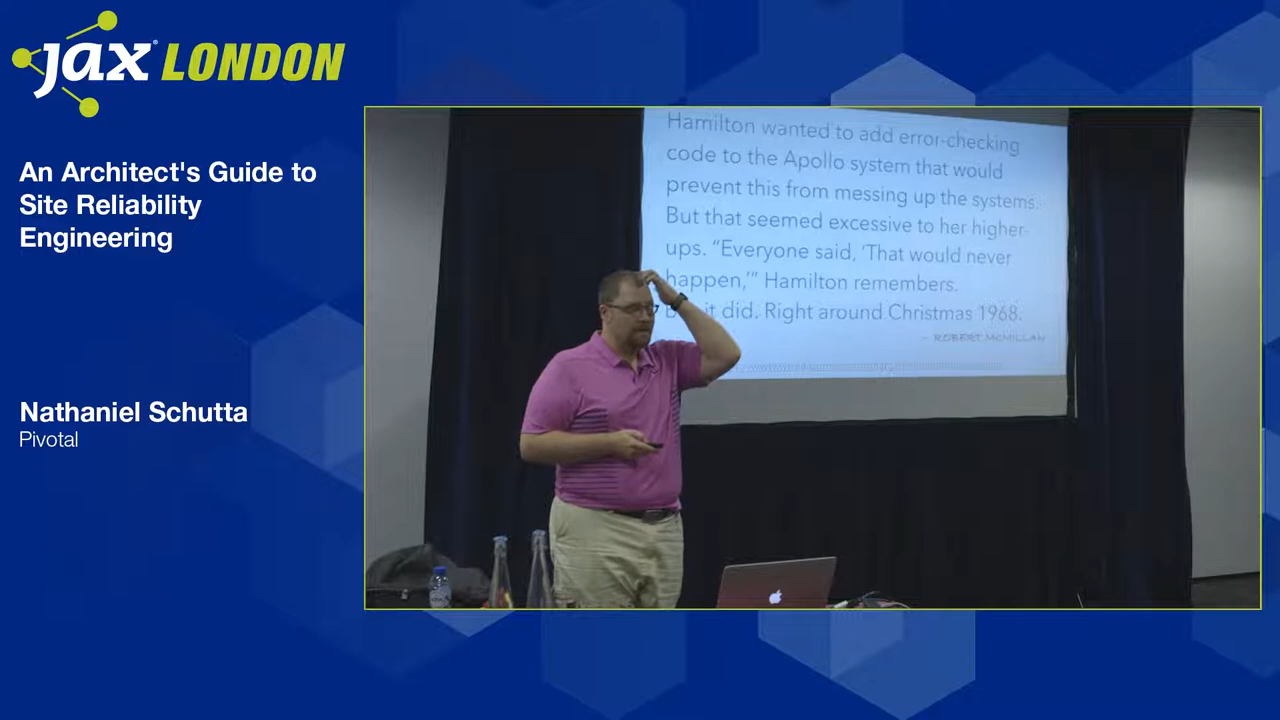 jax LONDON
An Architect's Guide to
Site Reliability
Engineering
Nathaniel Schutta
Pivotal
Hamilton wanted to add error-checking
code to the Apollo system that would
prevent this from messing up the systems.
But that seemed excessive to her higher-
ups. “Everyone said, ‘That would never
happen,’” Hamilton remembers.
it did. Right around Christmas 1968.
— ROBERT MCMILLAN